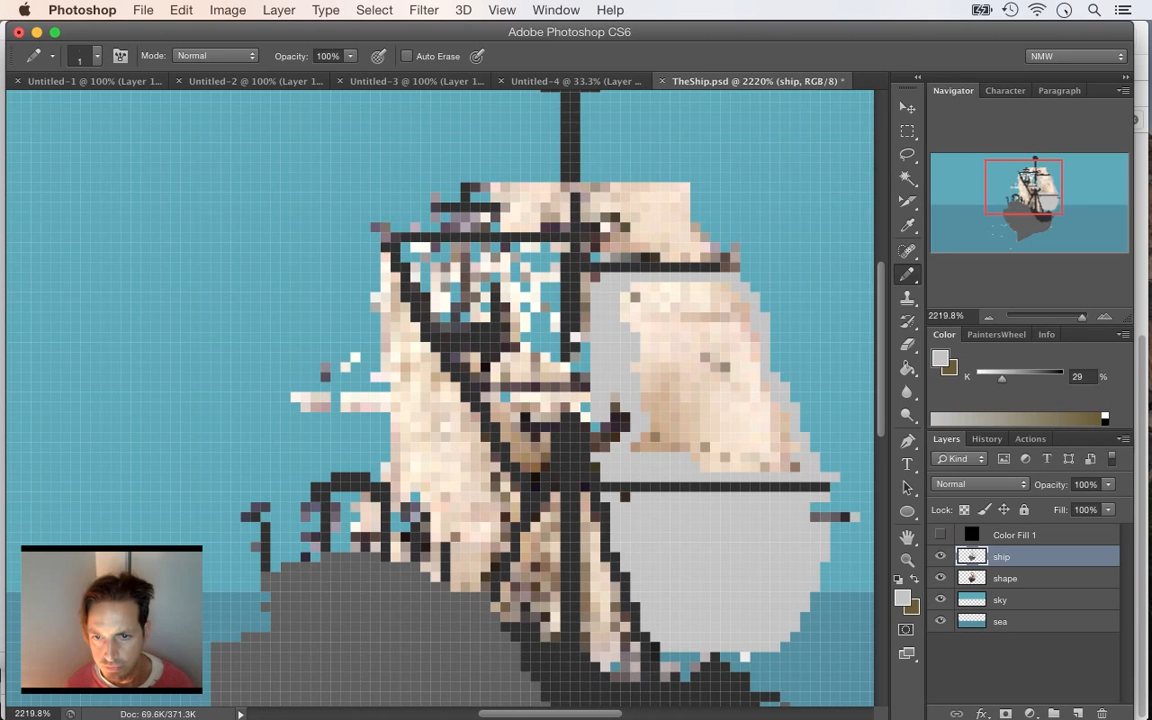 Photoshop File Edit Image Layer Type Select Filter 3D View Window Help
Adobe Photoshop CS6
1 Mode: Normal Opacity: 100% Auto Erase NMW
Untitled-1 @ 100% (Layer 1... Untitled-2 @ 100% (Layer 1... Untitled-3 @ 100% (Layer 1... Untitled-4 @ 33.3% (Layer ... TheShip.psd @ 2220% (ship, RGB/8) *
Navigator Character Paragraph
2219.8%
Color PaintersWheel Info
K 29 %
Layers History Actions
Kind
Normal Opacity: 100%
Lock: Fill: 100%
Color Fill 1
ship
shape
sky
sea
2219.8% Doc: 69.6K/371.3K